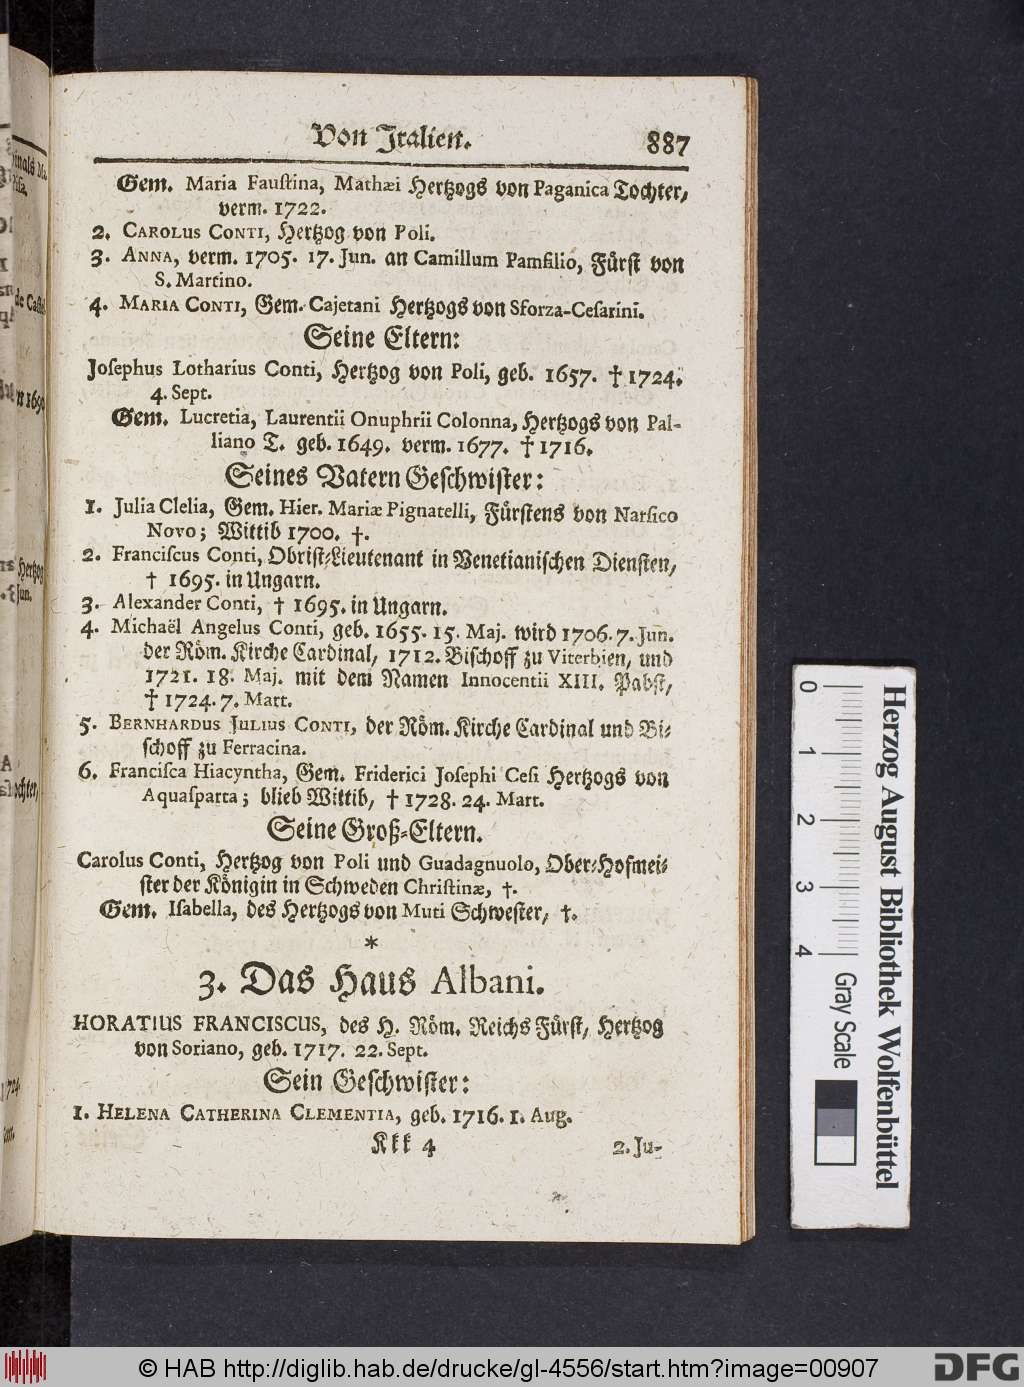 Von Italien. 887
Gem. Maria Faustina, Mathæi Hertzogs von Paganica Tochter,
verm. 1722.
2. CAROLUS CONTI, Hertzog von Poli.
3. ANNA, verm. 1705. 17. Jun. an Camillum Pamfilio, Fürst von
S. Martino.
4. MARIA CONTI, Gem. Cajetani Hertzogs von Sforza-Cesarini.
Seine Eltern:
Josephus Lotharius Conti, Hertzog von Poli, geb. 1657. † 1724.
4. Sept.
Gem. Lucretia, Laurentii Onuphrii Colonna, Hertzogs von Pal-
liano T. geb. 1649. verm. 1677. † 1716.
Seines Vatern Geschwister:
1. Julia Clelia, Gem. Hier. Mariæ Pignatelli, Fürstens von Narsico
Novo; Wittib 1700. †.
2. Franciscus Conti, Obrist-Lieutenant in Venetianischen Diensten,
† 1695. in Ungarn.
3. Alexander Conti, † 1695. in Ungarn.
4. Michaël Angelus Conti, geb. 1655. 15. Maj. wird 1706. 7. Jun.
der Röm. Kirche Cardinal, 1712. Bischoff zu Viterbien, und
1721. 18. Maj. mit dem Namen Innocentii XIII. Pabst,
† 1724. 7. Mart.
5. BERNHARDUS JULIUS CONTI, der Röm. Kirche Cardinal und Bi-
schoff zu Ferracina.
6. Francisca Hiacyntha, Gem. Friderici Josephi Cesi Hertzogs von
Aquasparta; blieb Wittib, † 1728. 24. Mart.
Seine Groß-Eltern.
Carolus Conti, Hertzog von Poli und Guadagnuolo, Ober-Hofmei-
ster der Königin in Schweden Christinæ, †.
Gem. Isabella, des Hertzogs von Muti Schwester, †.
*
3. Das Haus Albani.
HORATIUS FRANCISCUS, des H. Röm. Reichs Fürst, Hertzog
von Soriano, geb. 1717. 22. Sept.
Sein Geschwister:
1. HELENA CATHERINA CLEMENTIA, geb. 1716. 1. Aug.
Kkk 4 2. Ju-
0 1 2 3 4
Herzog August Bibliothek Wolfenbüttel
Gray Scale
© HAB http://diglib.hab.de/drucke/gl-4556/start.htm?image=00907
DFG